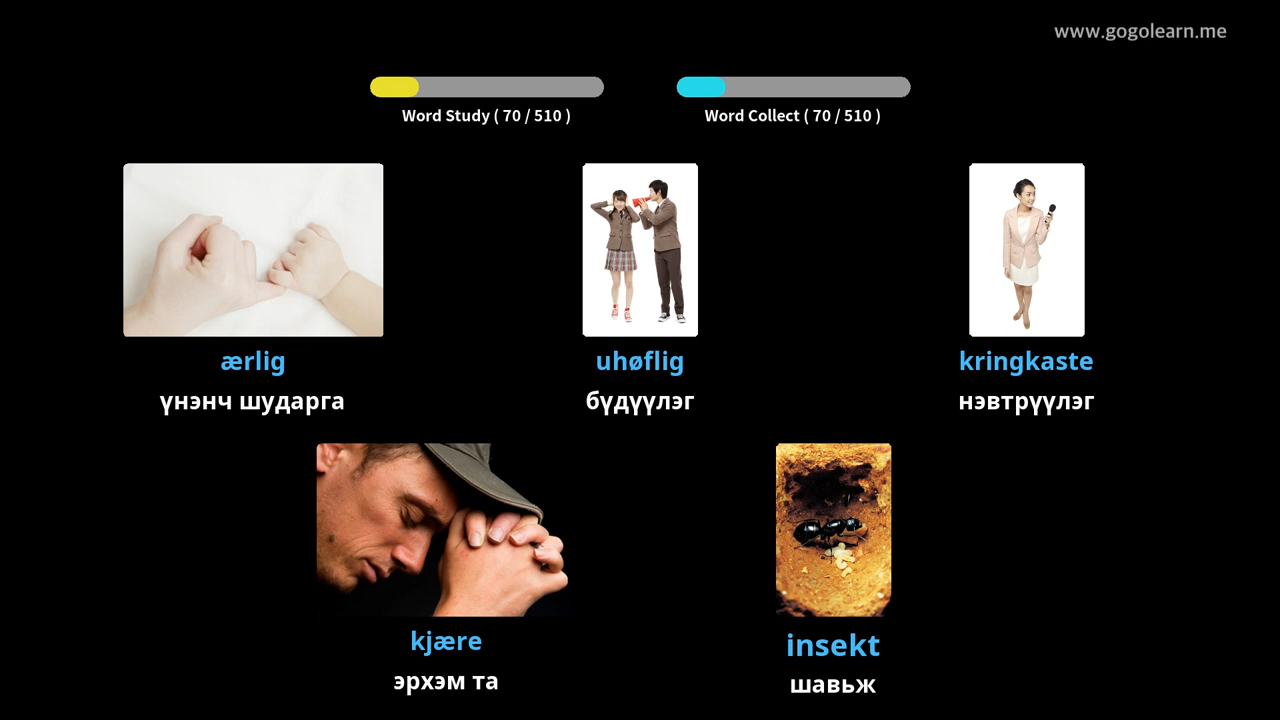 www.gogolearn.me
Word Study ( 70 / 510 )
Word Collect ( 70 / 510 )
ærlig
үнэнч шударга
uhøflig
бүдүүлэг
kringkaste
нэвтрүүлэг
kjære
эрхэм та
insekt
шавьж